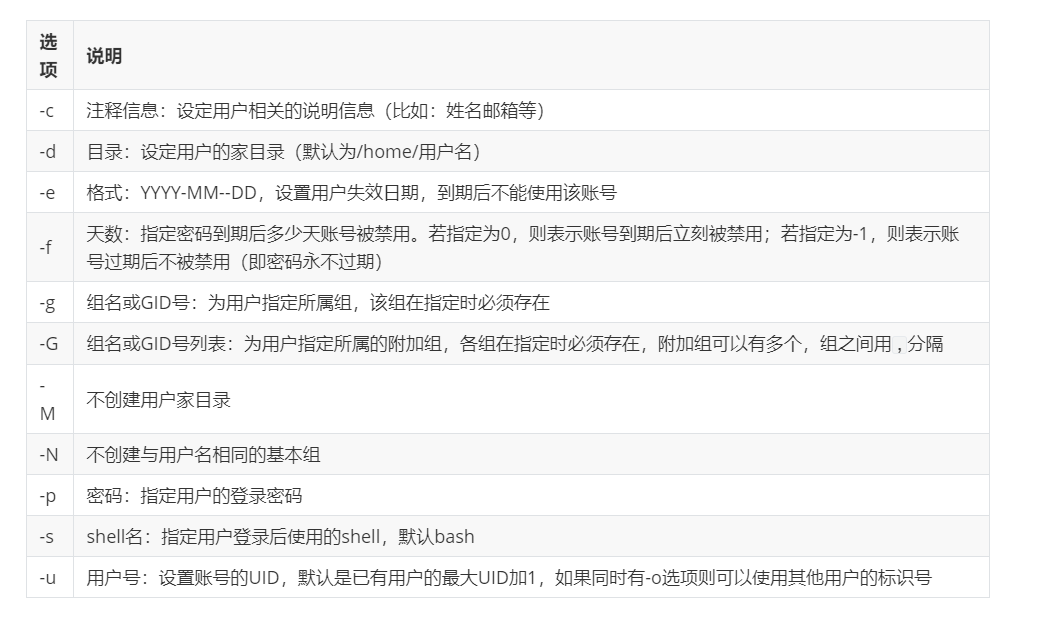 选
项
说明
-c
注释信息：设定用户相关的说明信息（比如：姓名邮箱等）
-d
目录：设定用户的家目录（默认为/home/用户名）
-e
格式：YYYY-MM--DD，设置用户失效日期，到期后不能使用该账号
-f
天数：指定密码到期后多少天账号被禁用。若指定为0，则表示账号到期后立刻被禁用；若指定为-1，则表示账
号过期后不被禁用（即密码永不过期）
-g
组名或GID号：为用户指定所属组，该组在指定时必须存在
-G
组名或GID号列表：为用户指定所属的附加组，各组在指定时必须存在，附加组可以有多个，组之间用 , 分隔
-
M
不创建用户家目录
-N
不创建与用户名相同的基本组
-p
密码：指定用户的登录密码
-s
shell名：指定用户登录后使用的shell，默认bash
-u
用户号：设置账号的UID，默认是已有用户的最大UID加1，如果同时有-o选项则可以使用其他用户的标识号